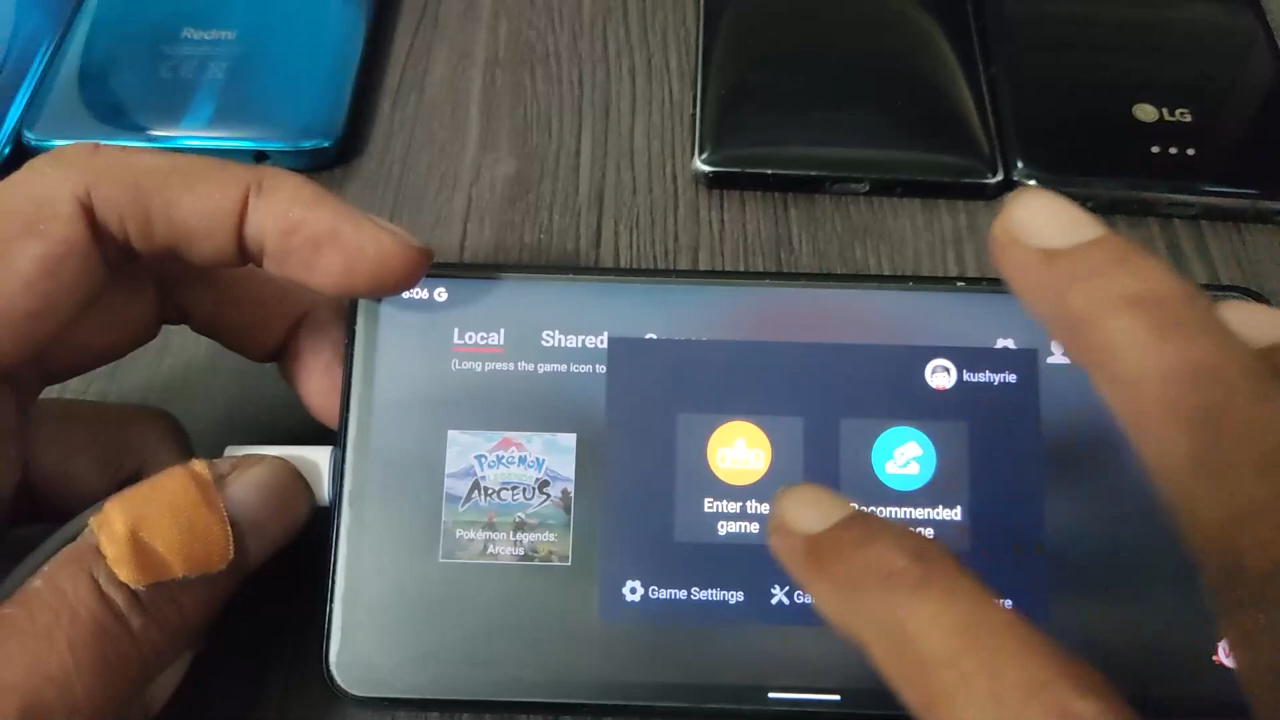 Redmi
LG
6:06 G
Local
Shared
(Long press the game icon to
kushyrie
POKéMON
LEGENDS
ARCEUS
Pokémon Legends:
Arceus
Enter the
game
Recommended
Game Settings